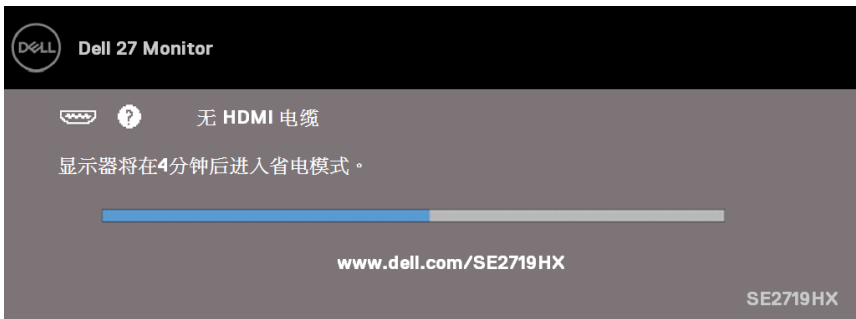 DELL Dell 27 Monitor
? 无 HDMI 电缆
显示器将在4分钟后进入省电模式。
www.dell.com/SE2719HX
SE2719HX